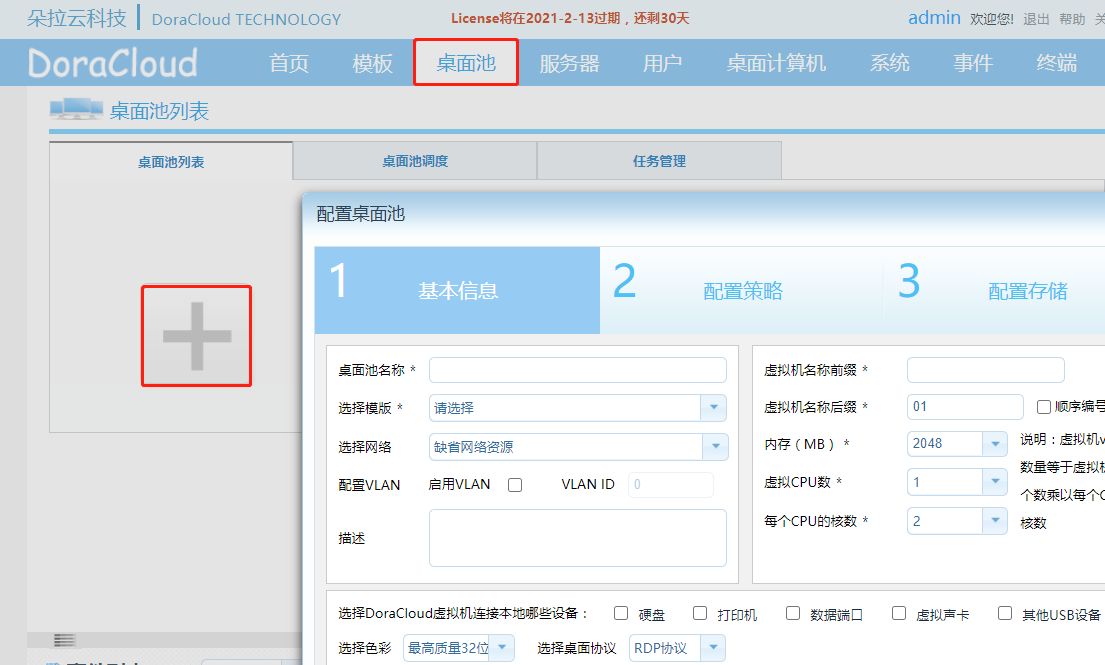 朵拉云科技 DoraCloud TECHNOLOGY License将在2021-2-13过期，还剩30天 admin 欢迎您! 退出 帮助
DoraCloud 首页 模板 桌面池 服务器 用户 桌面计算机 系统 事件 终端
桌面池列表
桌面池列表 桌面池调度 任务管理
配置桌面池
1 基本信息 2 配置策略 3 配置存储
桌面池名称 *
选择模版 * 请选择
选择网络 缺省网络资源
配置VLAN 启用VLAN VLAN ID 0
描述
虚拟机名称前缀 *
虚拟机名称后缀 * 01 顺序编号
内存（MB） * 2048
虚拟CPU数 * 1
每个CPU的核数 * 2
说明：虚拟机v
数量等于虚拟机
个数乘以每个C
核数
选择DoraCloud虚拟机连接本地哪些设备： 硬盘 打印机 数据端口 虚拟声卡 其他USB设备
选择色彩 最高质量32位 选择桌面协议 RDP协议